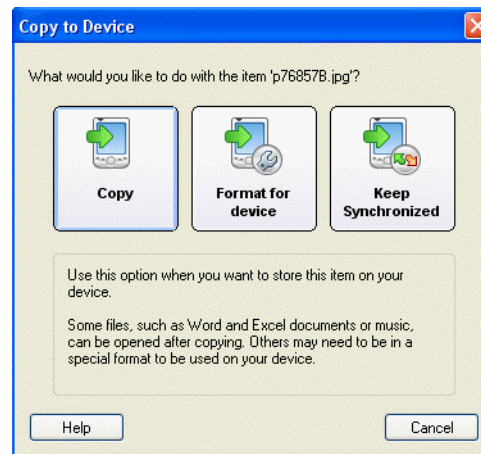 Copy to Device
What would you like to do with the item 'p76857B.jpg'?
Copy
Format for
device
Keep
Synchronized
Use this option when you want to store this item on your
device.
Some files, such as Word and Excel documents or music,
can be opened after copying. Others may need to be in a
special format to be used on your device.
Help
Cancel